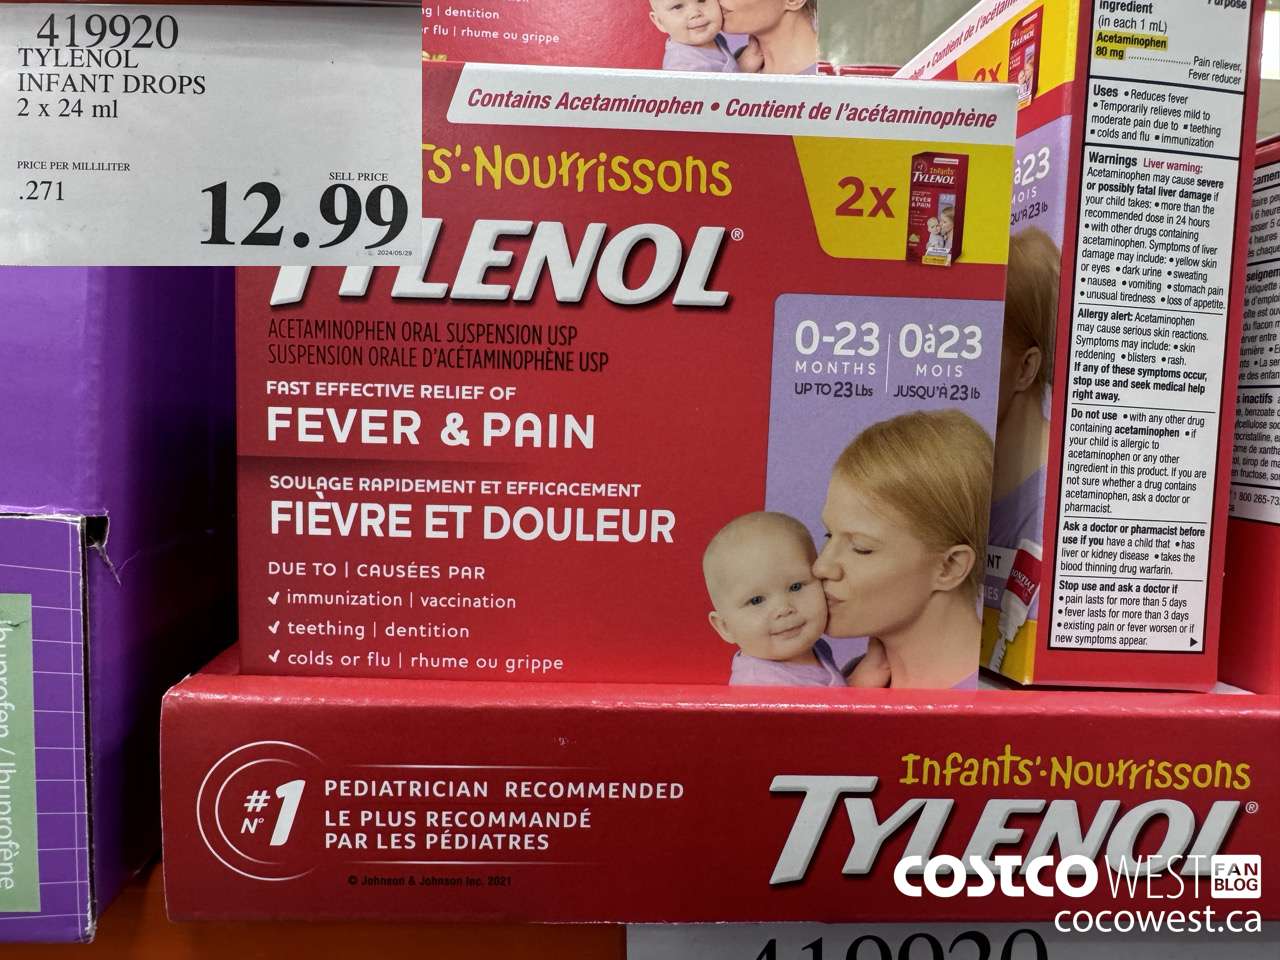 419920
TYLENOL
INFANT DROPS
2 x 24 ml
PRICE PER MILLILITER
.271
SELL PRICE
12.99
2024/05/29
dentition
flu | rhume ou grippe
Contains Acetaminophen • Contient de l'acétaminophène
Nourrissons
TYLENOL®
2x
Infants'
TYLENOL
FEVER
& PAIN
ACETAMINOPHEN ORAL SUSPENSION USP
SUSPENSION ORALE D'ACÉTAMINOPHÈNE USP
FAST EFFECTIVE RELIEF OF
FEVER & PAIN
SOULAGE RAPIDEMENT ET EFFICACEMENT
FIÈVRE ET DOULEUR
DUE TO | CAUSÉES PAR
✓ immunization | vaccination
✓ teething | dentition
✓ colds or flu | rhume ou grippe
0-23
MONTHS
UP TO 23 Lbs
0à23
MOIS
JUSQU'À 23 lb
Purpose
ingredient
(in each 1 mL)
Acetaminophen
80 mg
Pain reliever,
Fever reducer
Uses • Reduces fever
• Temporarily relieves mild to
moderate pain due to • teething
• colds and flu • immunization
Warnings Liver warning:
Acetaminophen may cause severe
or possibly fatal liver damage if
your child takes: • more than the
recommended dose in 24 hours
• with other drugs containing
acetaminophen. Symptoms of liver
damage may include: • yellow skin
or eyes • dark urine • sweating
• nausea • vomiting • stomach pain
• unusual tiredness • loss of appetite.
Allergy alert: Acetaminophen
may cause serious skin reactions.
Symptoms may include: • skin
reddening • blisters • rash.
If any of these symptoms occur,
stop use and seek medical help
right away.
Do not use • with any other drug
containing acetaminophen • if
your child is allergic to
acetaminophen or any other
ingredient in this product. If you are
not sure whether a drug contains
acetaminophen, ask a doctor or
pharmacist.
Ask a doctor or pharmacist before
use if you have a child that • has
liver or kidney disease • takes the
blood thinning drug warfarin.
Stop use and ask a doctor if
• pain lasts for more than 5 days
• fever lasts for more than 3 days
• existing pain or fever worsen or if
new symptoms appear.
ibuprofen / ibuprofène
#1
N°
PEDIATRICIAN RECOMMENDED
LE PLUS RECOMMANDÉ
PAR LES PÉDIATRES
© Johnson & Johnson Inc. 2021
Infants'·Nourrissons
TYLENOL®
COSTCO WEST FAN BLOG
cocowest.ca
419920